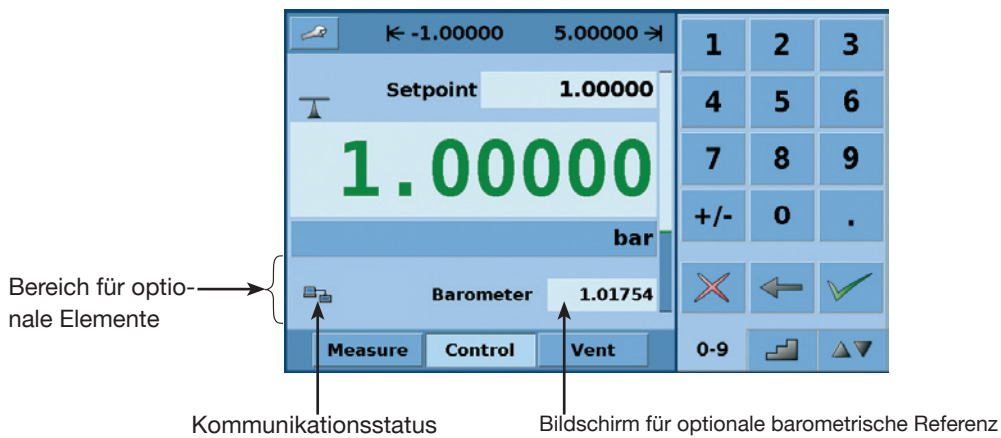 -1.00000 5.00000
Setpoint 1.00000
1.00000
bar
Barometer 1.01754
Measure Control Vent
1 2 3
4 5 6
7 8 9
+/- 0 .
0-9
Bereich für optio-
nale Elemente
Kommunikationsstatus
Bildschirm für optionale barometrische Referenz